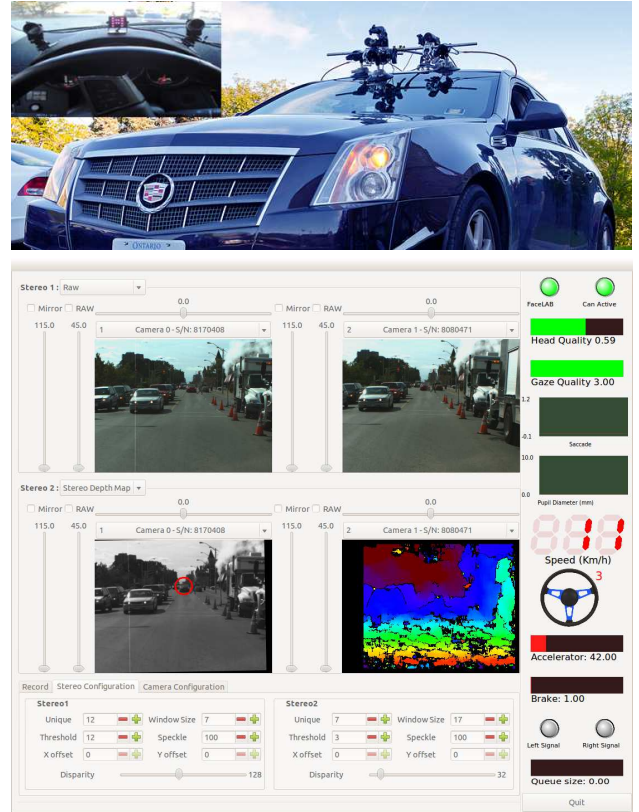 ONTARIO
Stereo 1: Raw
Mirror RAW 0.0 Mirror RAW 0.0
115.0 45.0 1 Camera 0 - S/N: 8170408 115.0 45.0 2 Camera 1 - S/N: 8080471
Stereo 2: Stereo Depth Map
Mirror RAW 0.0 Mirror RAW 0.0
115.0 45.0 1 Camera 0 - S/N: 8170408 115.0 45.0 2 Camera 1 - S/N: 8080471
Record Stereo Configuration Camera Configuration
Stereo1
Unique 12 Window Size 7
Threshold 12 Speckle 100
X offset 0 Y offset 0
Disparity 128
Stereo2
Unique 7 Window Size 17
Threshold 3 Speckle 100
X offset 0 Y offset 0
Disparity 32
FaceLAB Can Active
Head Quality 0.59
Gaze Quality 3.00
1.2
-0.1
Saccade
10.0
0.0
Pupil Diameter (mm)
11
Speed (Km/h)
3
Accelerator: 42.00
Brake: 1.00
Left Signal Right Signal
Queue size: 0.00
Quit